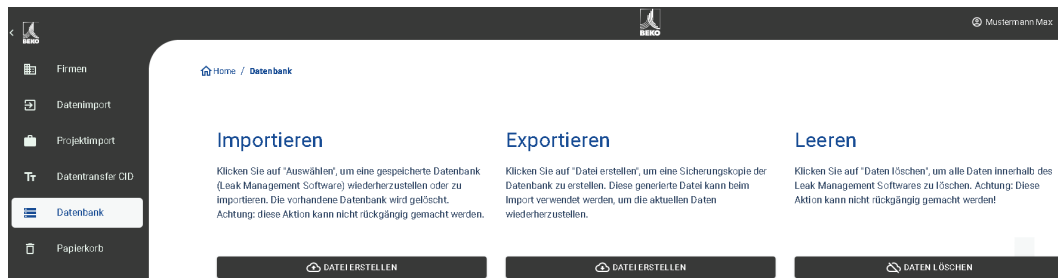 BEKO
BEKO
Mustermann Max
Firmen
Datenimport
Projektimport
Datentransfer CID
Datenbank
Papierkorb
Home / Datenbank
Importieren
Klicken Sie auf "Auswählen", um eine gespeicherte Datenbank
(Leak Management Software) wiederherzustellen oder zu
importieren. Die vorhandene Datenbank wird gelöscht.
Achtung: diese Aktion kann nicht rückgängig gemacht werden.
DATEI ERSTELLEN
Exportieren
Klicken Sie auf "Datei erstellen", um eine Sicherungskopie der
Datenbank zu erstellen. Diese generierte Datei kann beim
Import verwendet werden, um die aktuellen Daten
wiederherzustellen.
DATEI ERSTELLEN
Leeren
Klicken Sie auf "Daten löschen", um alle Daten innerhalb des
Leak Management Softwares zu löschen. Achtung: Diese
Aktion kann nicht rückgängig gemacht werden!
DATEN LÖSCHEN